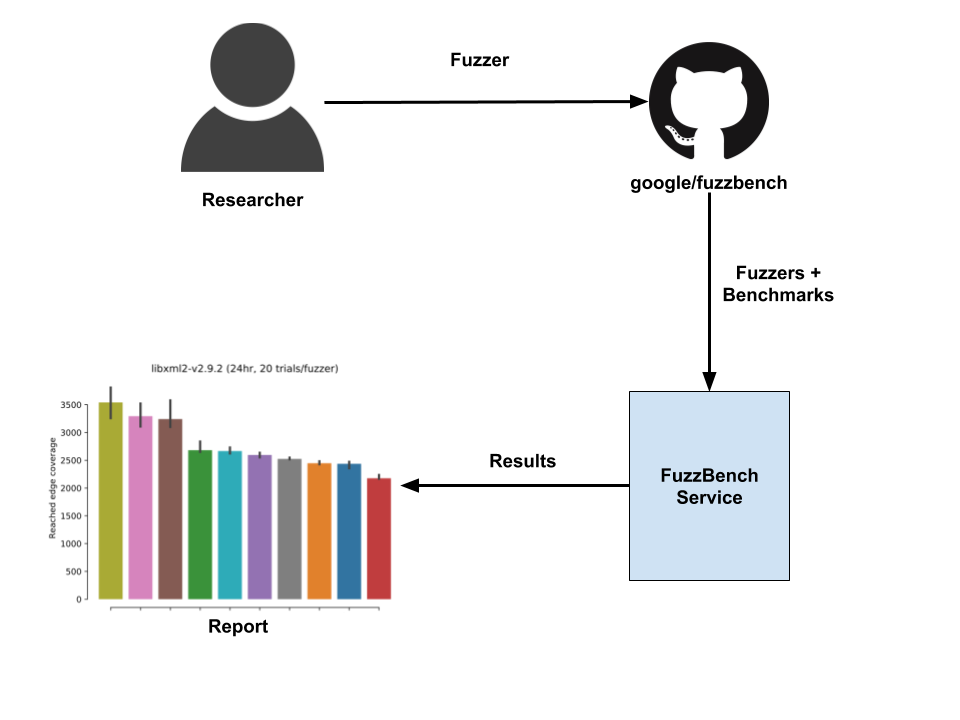 Fuzzer
Researcher
google/fuzzbench
Fuzzers +
Benchmarks
libxml2-v2.9.2 (24hr, 20 trials/fuzzer)
Reached edge coverage
3500
3000
2500
2000
1500
1000
500
0
Report
Results
FuzzBench
Service